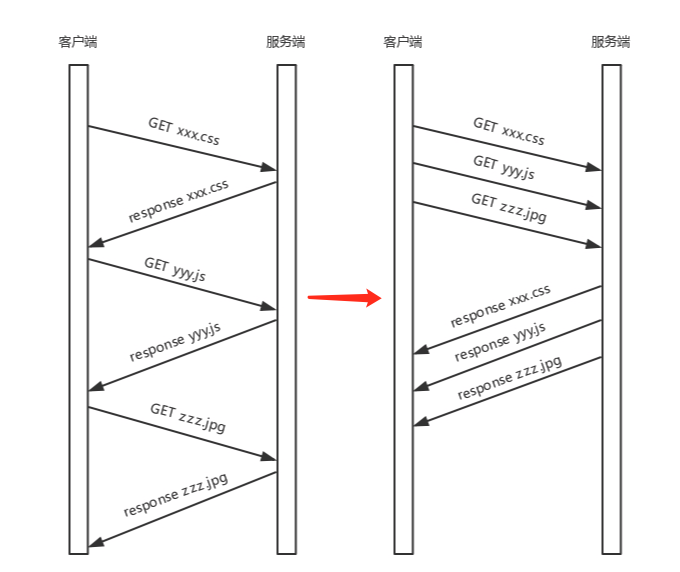 客户端
服务端
GET xxx.css
response xxx.css
GET yyy.js
response yyy.js
GET zzz.jpg
response zzz.jpg
客户端
服务端
GET xxx.css
GET yyy.js
GET zzz.jpg
response xxx.css
response yyy.js
response zzz.jpg